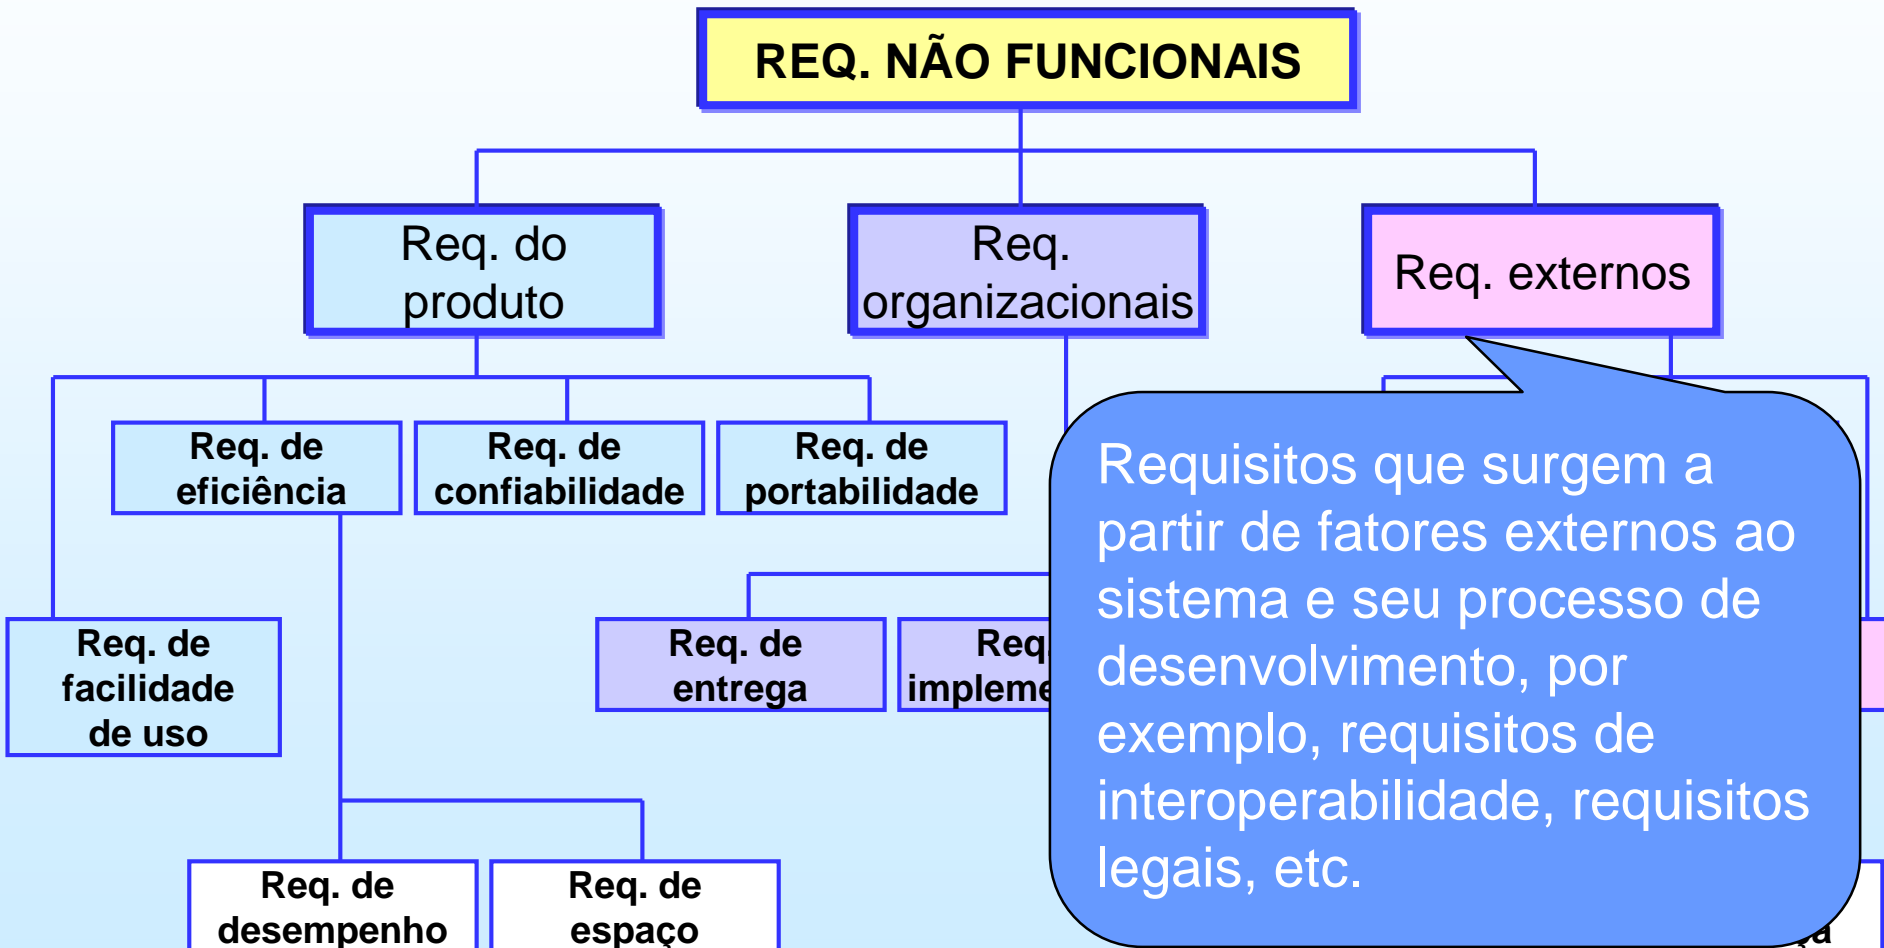 REQ. NÃO FUNCIONAIS
Req. do
produto
Req.
organizacionais
Req. externos
Req. de
eficiência
Req. de
confiabilidade
Req. de
portabilidade
Req. de
facilidade
de uso
Req. de
entrega
Req.
Req. de
desempenho
Req. de
espaço
Requisitos que surgem a
partir de fatores externos ao
sistema e seu processo de
desenvolvimento, por
exemplo, requisitos de
interoperabilidade, requisitos
legais, etc.